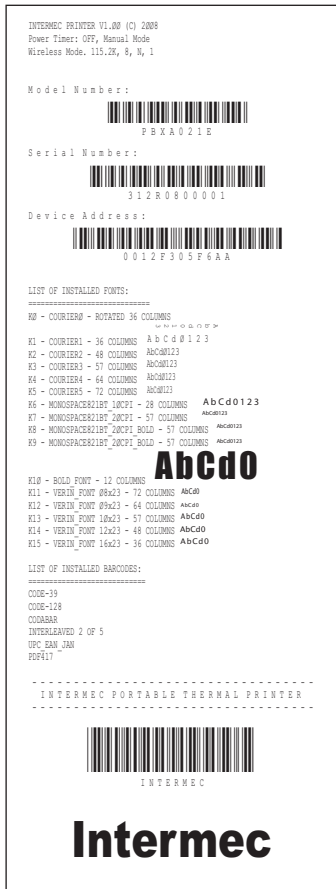 INTERMEC PRINTER V1.00 (C) 2008
Power Timer: OFF, Manual Mode
Wireless Mode. 115.2K, 8, N, 1
Model Number:
PBXA021E
Serial Number:
312R0800001
Device Address:
0012F305F6AA
LIST OF INSTALLED FONTS:
============================
K0 - COURIER0 - ROTATED 36 COLUMNS
AbCd0123
K1 - COURIER1 - 36 COLUMNS AbCd0123
K2 - COURIER2 - 48 COLUMNS AbCd0123
K3 - COURIER3 - 57 COLUMNS AbCd0123
K4 - COURIER4 - 64 COLUMNS AbCd0123
K5 - COURIER5 - 72 COLUMNS AbCd0123
K6 - MONOSPACE821BT_10CPI - 28 COLUMNS AbCd0123
K7 - MONOSPACE821BT_20CPI - 57 COLUMNS AbCd0123
K8 - MONOSPACE821BT_10CPI_BOLD - 57 COLUMNS AbCd0123
K9 - MONOSPACE821BT_20CPI_BOLD - 57 COLUMNS AbCd0123
K10 - BOLD_FONT - 12 COLUMNS AbCd0
K11 - VERIN_FONT 08x23 - 72 COLUMNS AbCd0
K12 - VERIN_FONT 09x23 - 64 COLUMNS AbCd0
K13 - VERIN_FONT 10x23 - 57 COLUMNS AbCd0
K14 - VERIN_FONT 12x23 - 48 COLUMNS AbCd0
K15 - VERIN_FONT 16x23 - 36 COLUMNS AbCd0
LIST OF INSTALLED BARCODES:
===========================
CODE-39
CODE-128
CODABAR
INTERLEAVED 2 OF 5
UPC_EAN_JAN
PDF417
- - - - - - - - - - - - - - - - - - - - - - - - - - - - - - - - -
INTERMEC PORTABLE THERMAL PRINTER
- - - - - - - - - - - - - - - - - - - - - - - - - - - - - - - - -
INTERMEC
Intermec